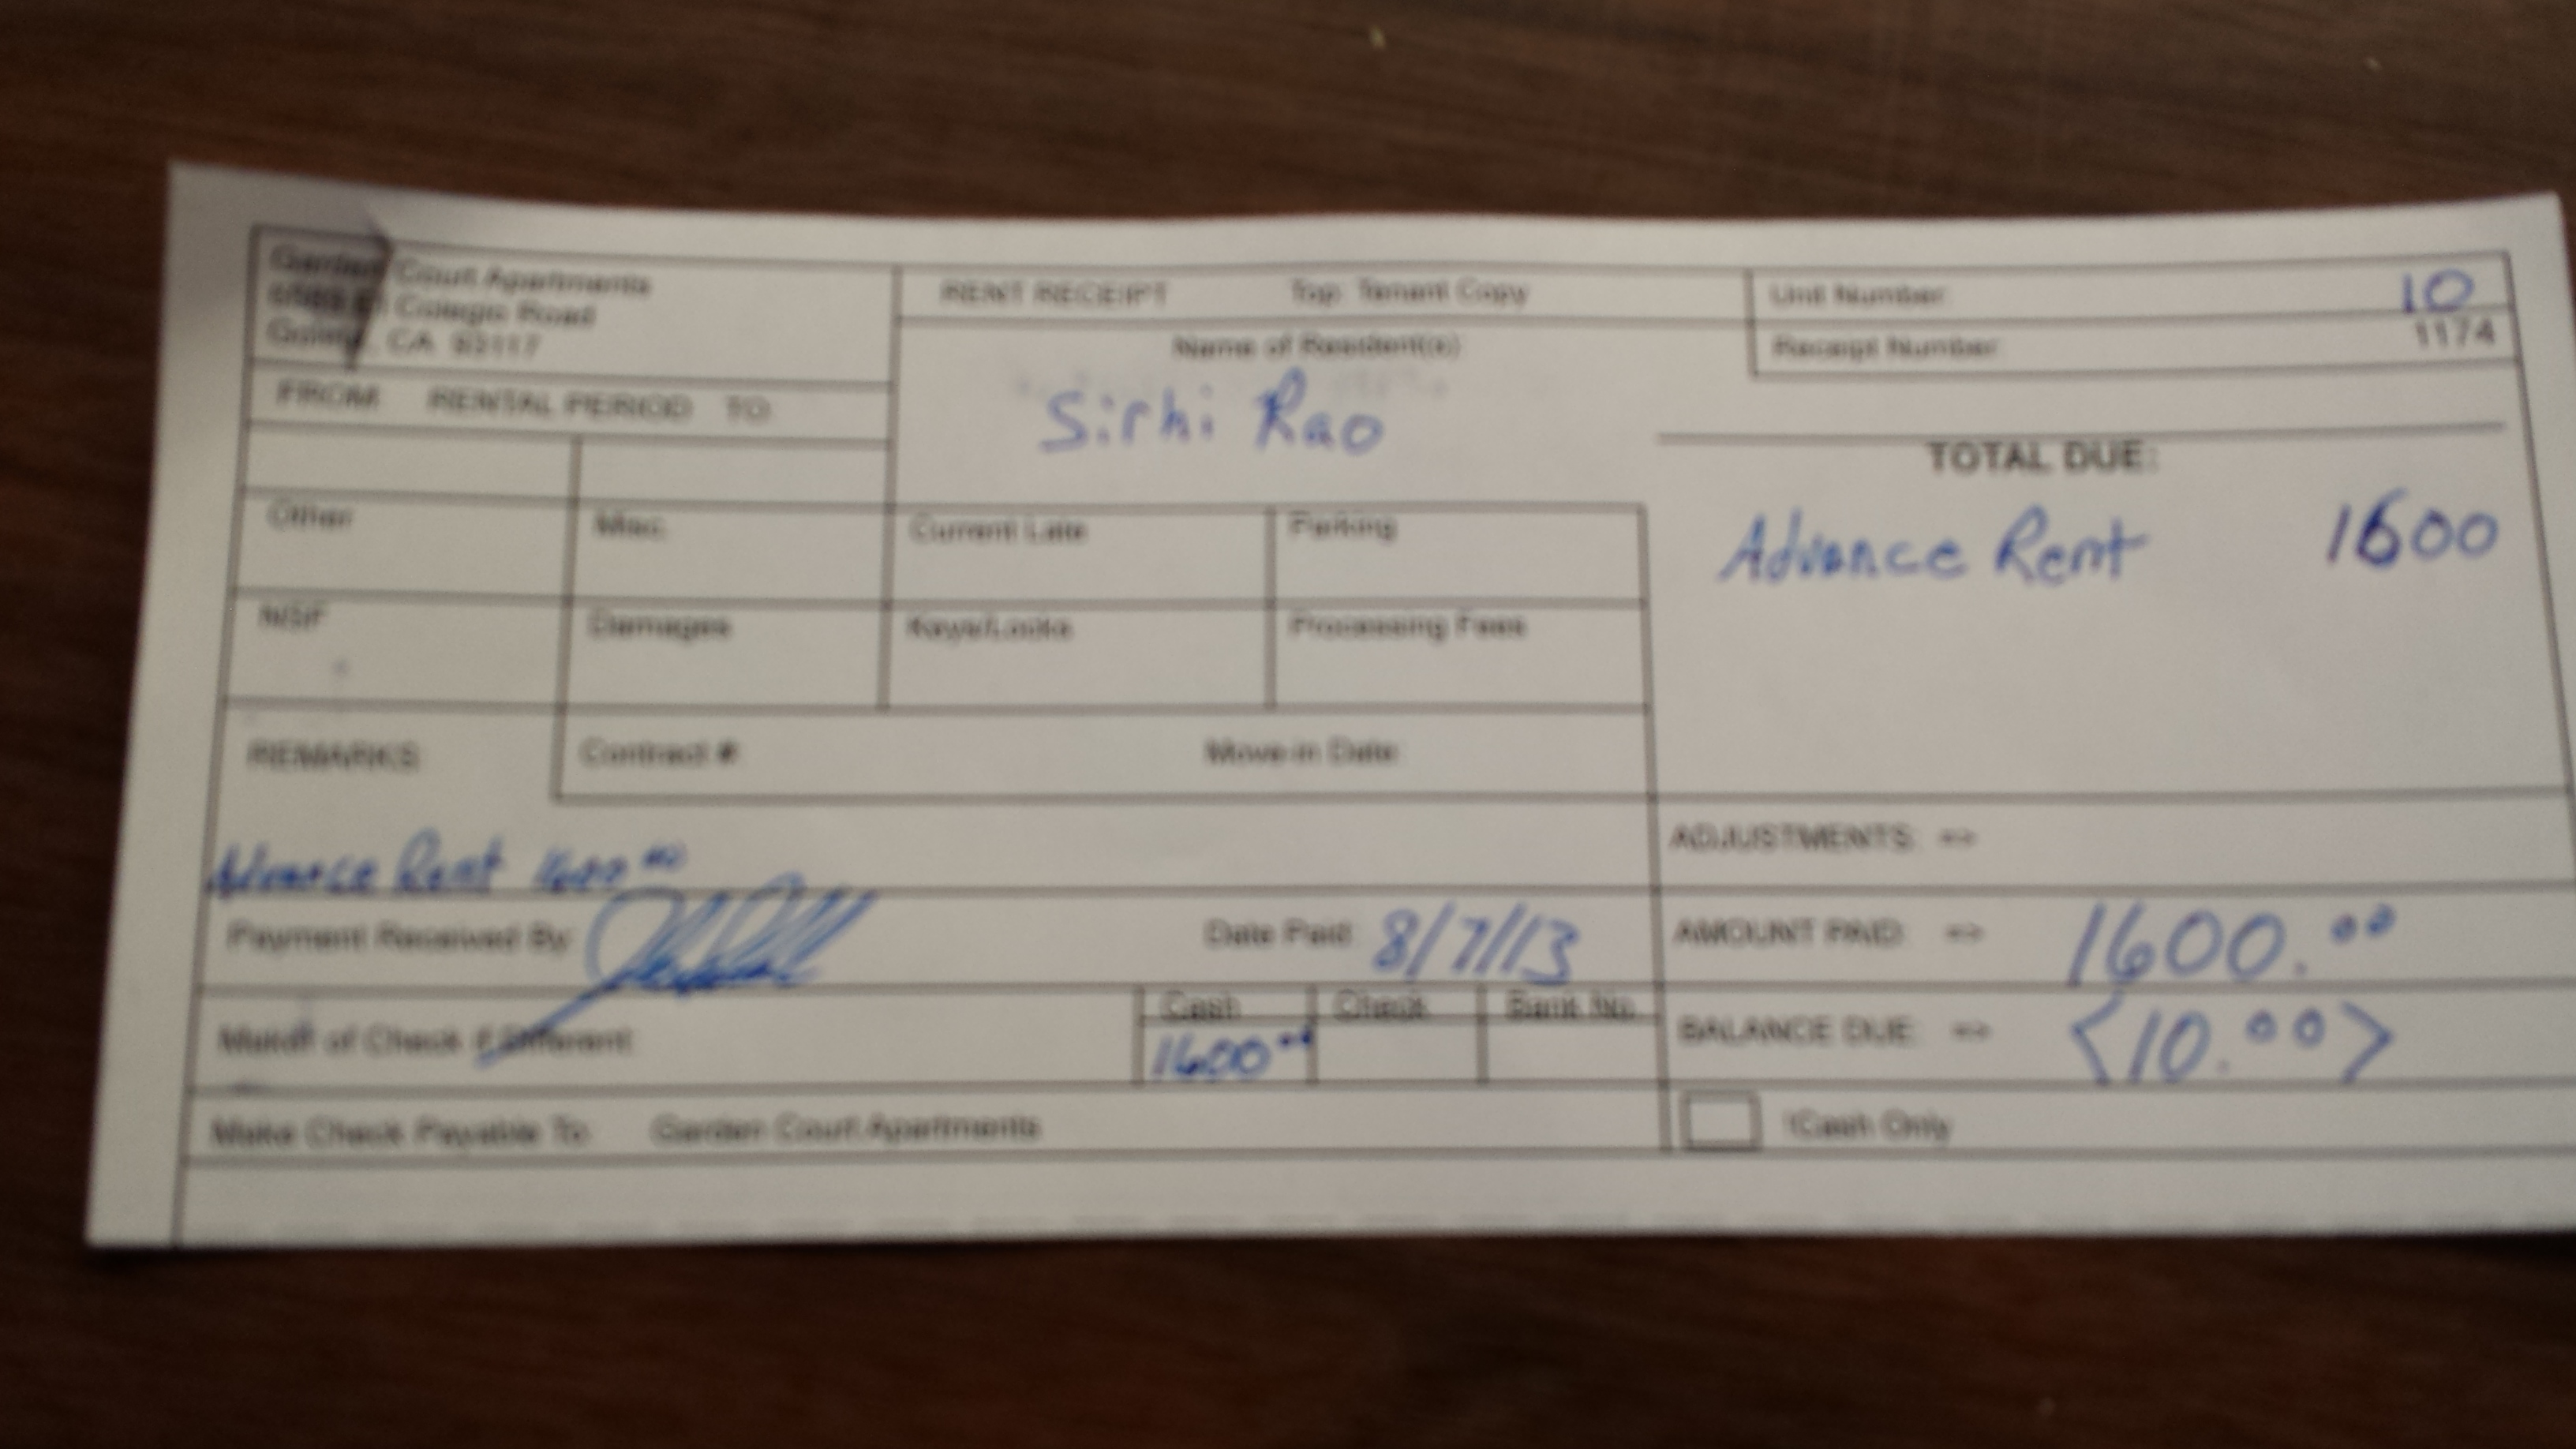 Garden Court Apartments
El Colegio Road
Goleta, CA 93117
RENT RECEIPT Top: Tenant Copy
Unit Number: 10
Receipt Number: 1174
Name of Resident(s)
Sirhi Rao
FROM RENTAL PERIOD TO
TOTAL DUE:
Advance Rent 1600
Other Misc. Current Late Parking
NSF Damages Keys/Locks Processing Fees
REMARKS: Contract #: Move-in Date:
Advance Rent 1600.00
ADJUSTMENTS: =>
Payment Received By: Date Paid: 8/7/13
AMOUNT PAID: => 1600.00
Maker of Check if Different:
Cash Check Bank No.
1600.00
BALANCE DUE: => <10.00>
Make Check Payable To: Garden Court Apartments
!Cash Only